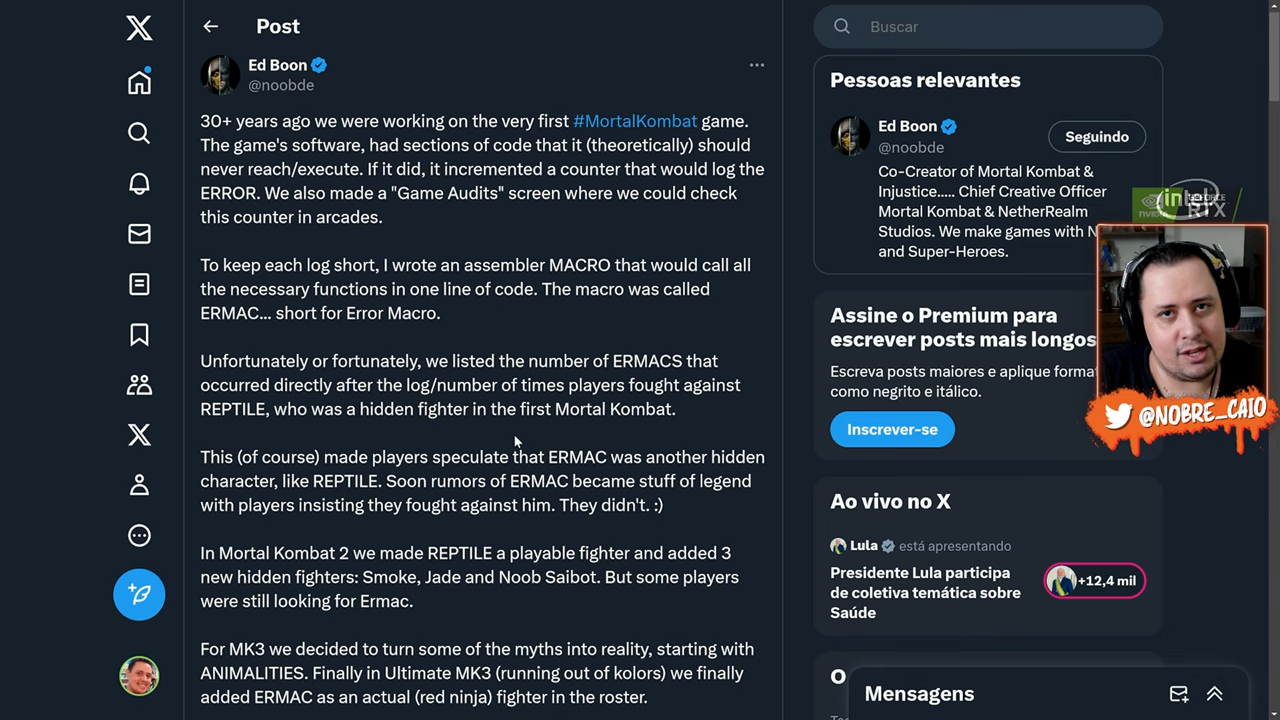 Post
Ed Boon
@noobde
30+ years ago we were working on the very first #MortalKombat game.
The game's software, had sections of code that it (theoretically) should
never reach/execute. If it did, it incremented a counter that would log the
ERROR. We also made a "Game Audits" screen where we could check
this counter in arcades.
To keep each log short, I wrote an assembler MACRO that would call all
the necessary functions in one line of code. The macro was called
ERMAC... short for Error Macro.
Unfortunately or fortunately, we listed the number of ERMACS that
occurred directly after the log/number of times players fought against
REPTILE, who was a hidden fighter in the first Mortal Kombat.
This (of course) made players speculate that ERMAC was another hidden
character, like REPTILE. Soon rumors of ERMAC became stuff of legend
with players insisting they fought against him. They didn't. :)
In Mortal Kombat 2 we made REPTILE a playable fighter and added 3
new hidden fighters: Smoke, Jade and Noob Saibot. But some players
were still looking for Ermac.
For MK3 we decided to turn some of the myths into reality, starting with
ANIMALITIES. Finally in Ultimate MK3 (running out of kolors) we finally
added ERMAC as an actual (red ninja) fighter in the roster.
Buscar
Pessoas relevantes
Ed Boon
@noobde
Seguindo
Co-Creator of Mortal Kombat &
Injustice..... Chief Creative Officer
Mortal Kombat & NetherRealm
Studios. We make games with N
and Super-Heroes.
intel
RTX
Assine o Premium para
escrever posts mais longos
Escreva posts maiores e aplique format
como negrito e itálico.
Inscrever-se
@NOBRE_CAIO
Ao vivo no X
Lula está apresentando
Presidente Lula participa
de coletiva temática sobre
Saúde
+12,4 mil
O
Mensagens